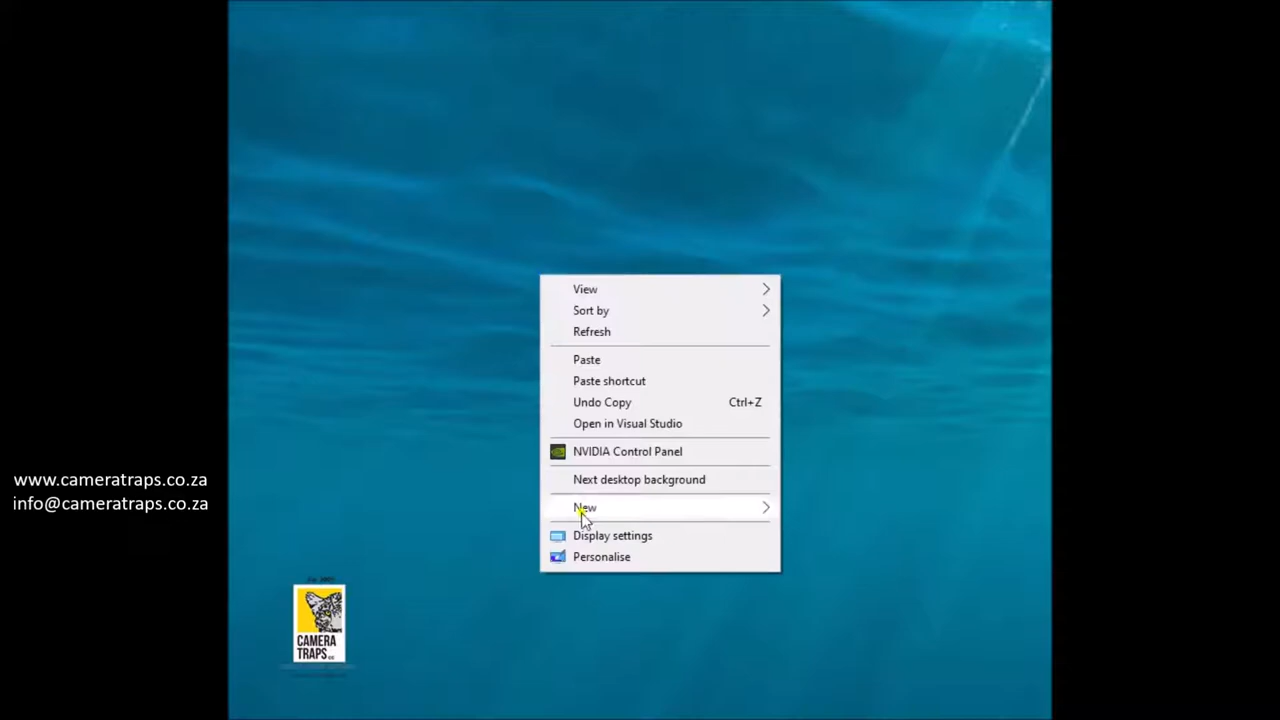 View
Sort by
Refresh
Paste
Paste shortcut
Undo Copy Ctrl+Z
Open in Visual Studio
NVIDIA Control Panel
Next desktop background
www.cameratraps.co.za
info@cameratraps.co.za
New
Display settings
Personalise
CAMERA
TRAPS